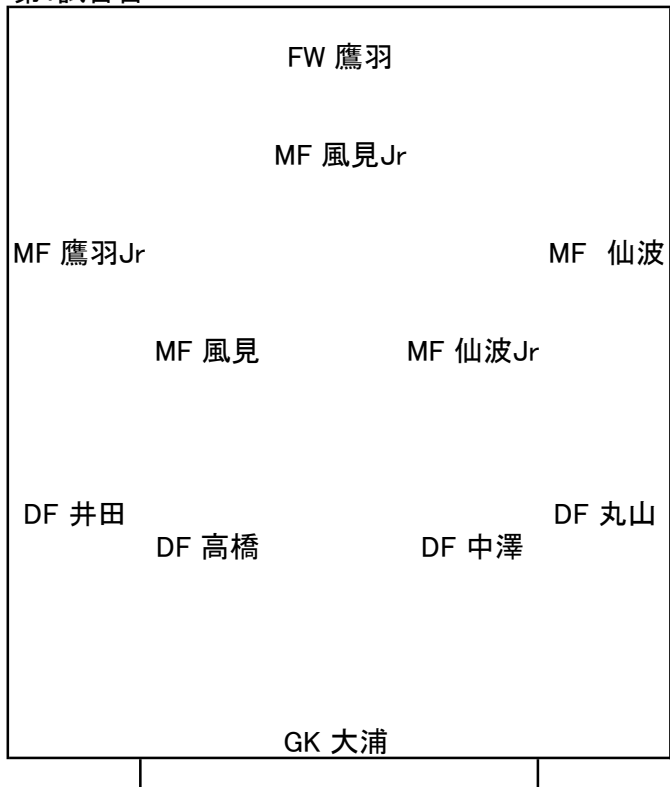 FW 鷹羽
MF 風見Jr
MF 鷹羽Jr
MF 仙波
MF 風見
MF 仙波Jr
DF 井田
DF 丸山
DF 高橋
DF 中澤
GK 大浦